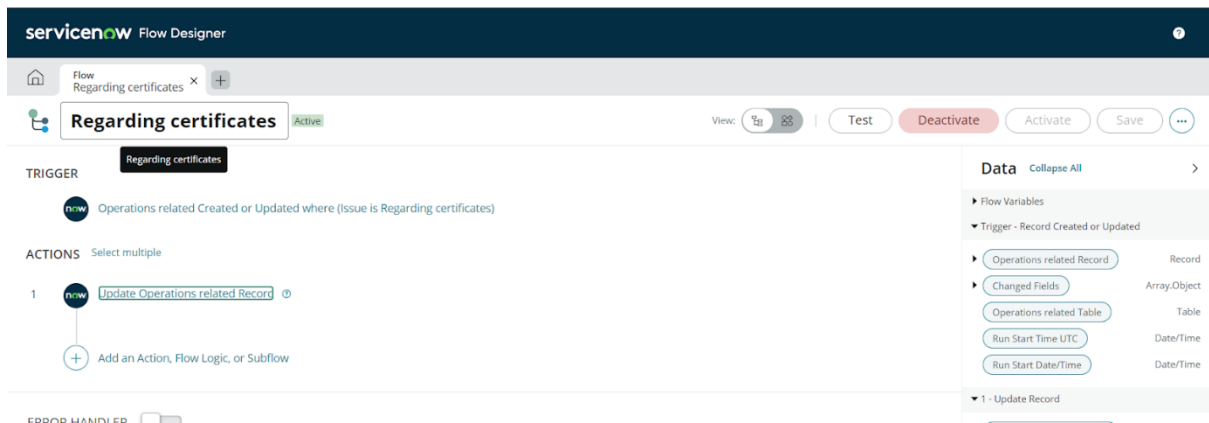 servicenow Flow Designer
Flow
Regarding certificates
Regarding certificates Active
View: Test Deactivate Activate Save
Regarding certificates
TRIGGER
now Operations related Created or Updated where (Issue is Regarding certificates)
ACTIONS Select multiple
1 now Update Operations related Record
Add an Action, Flow Logic, or Subflow
ERROR HANDLER
Data Collapse All
Flow Variables
Trigger - Record Created or Updated
Operations related Record Record
Changed Fields Array.Object
Operations related Table Table
Run Start Time UTC Date/Time
Run Start Date/Time Date/Time
1 - Update Record